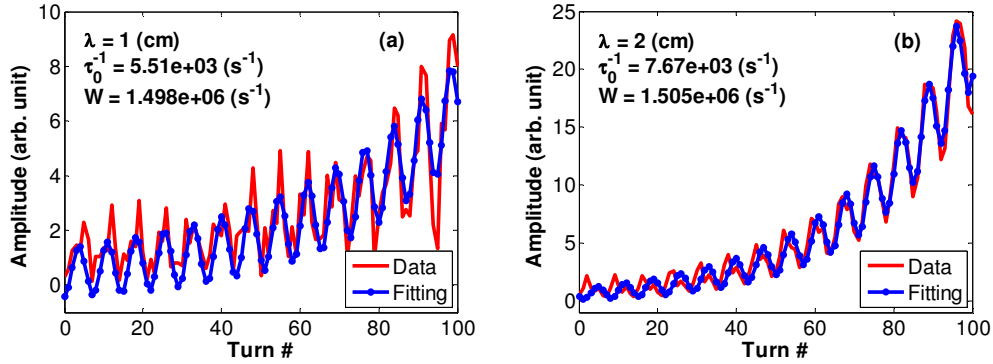 λ = 1 (cm)
(a)
τ₀⁻¹ = 5.51e+03 (s⁻¹)
W = 1.498e+06 (s⁻¹)
Amplitude (arb. unit)
10
8
6
4
2
0
0
20
40
60
80
100
Turn #
Data
Fitting
λ = 2 (cm)
(b)
τ₀⁻¹ = 7.67e+03 (s⁻¹)
W = 1.505e+06 (s⁻¹)
Amplitude (arb. unit)
25
20
15
10
5
0
0
20
40
60
80
100
Turn #
Data
Fitting